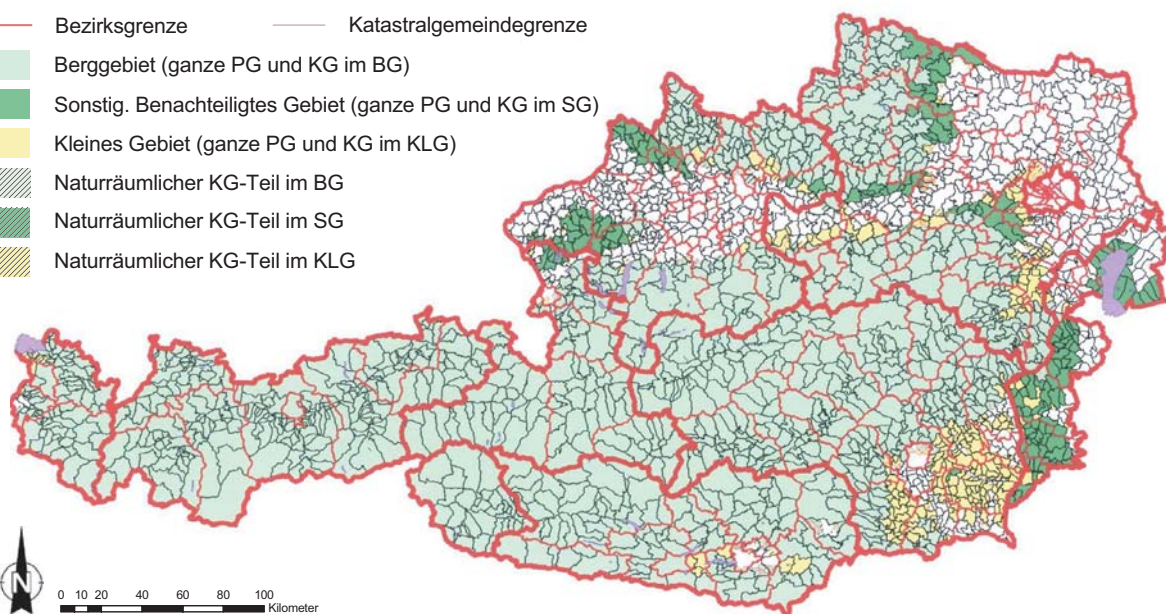 Bezirksgrenze Katastralgemeindegrenze
Berggebiet (ganze PG und KG im BG)
Sonstig. Benachteiligtes Gebiet (ganze PG und KG im SG)
Kleines Gebiet (ganze PG und KG im KLG)
Naturräumlicher KG-Teil im BG
Naturräumlicher KG-Teil im SG
Naturräumlicher KG-Teil im KLG
N
0 10 20 40 60 80 100
Kilometer